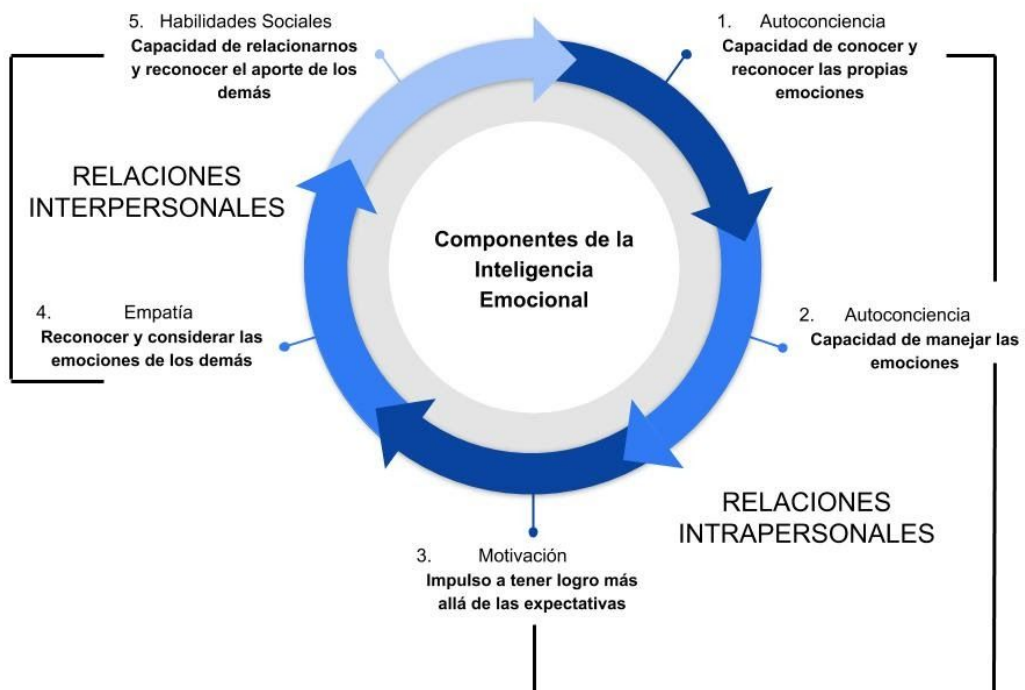 5. Habilidades Sociales
Capacidad de relacionarnos
y reconocer el aporte de los
demás
1. Autoconciencia
Capacidad de conocer y
reconocer las propias
emociones
RELACIONES
INTERPERSONALES
Componentes de la
Inteligencia
Emocional
4. Empatía
Reconocer y considerar las
emociones de los demás
2. Autoconciencia
Capacidad de manejar las
emociones
RELACIONES
INTRAPERSONALES
3. Motivación
Impulso a tener logro más
allá de las expectativas